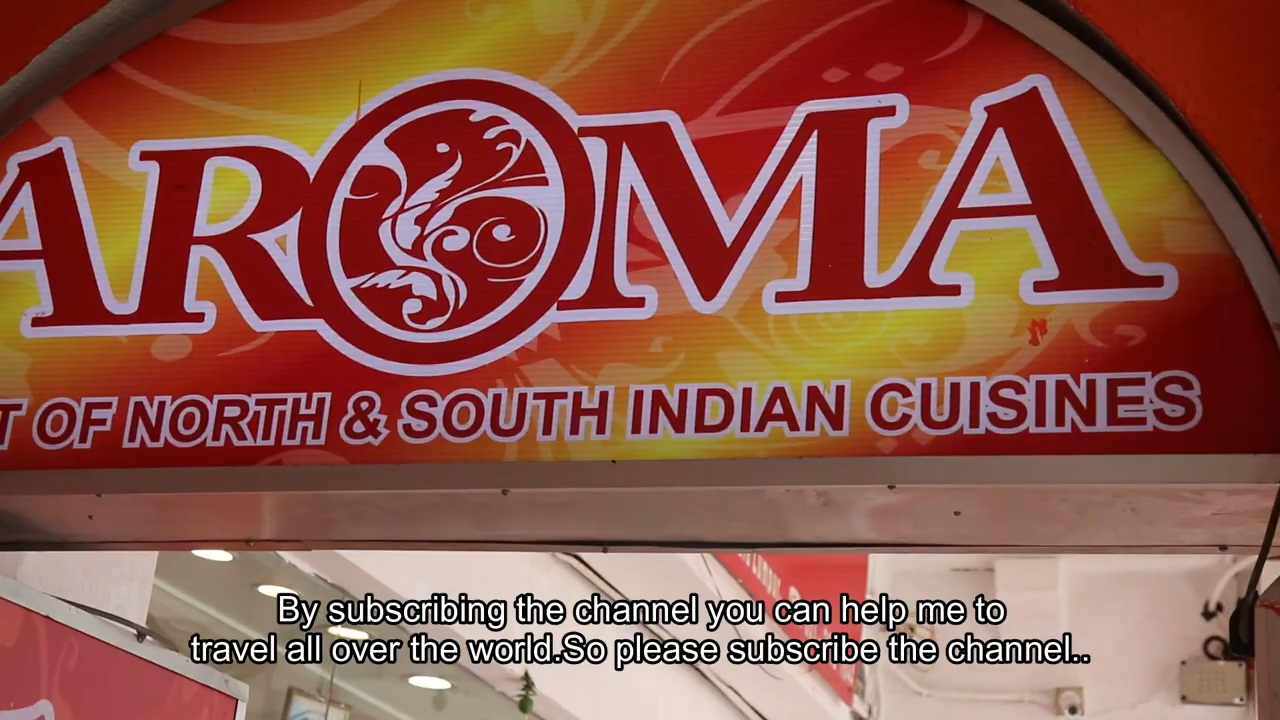 AROMA
T OF NORTH & SOUTH INDIAN CUISINES
By subscribing the channel you can help me to
travel all over the world.So please subscribe the channel..